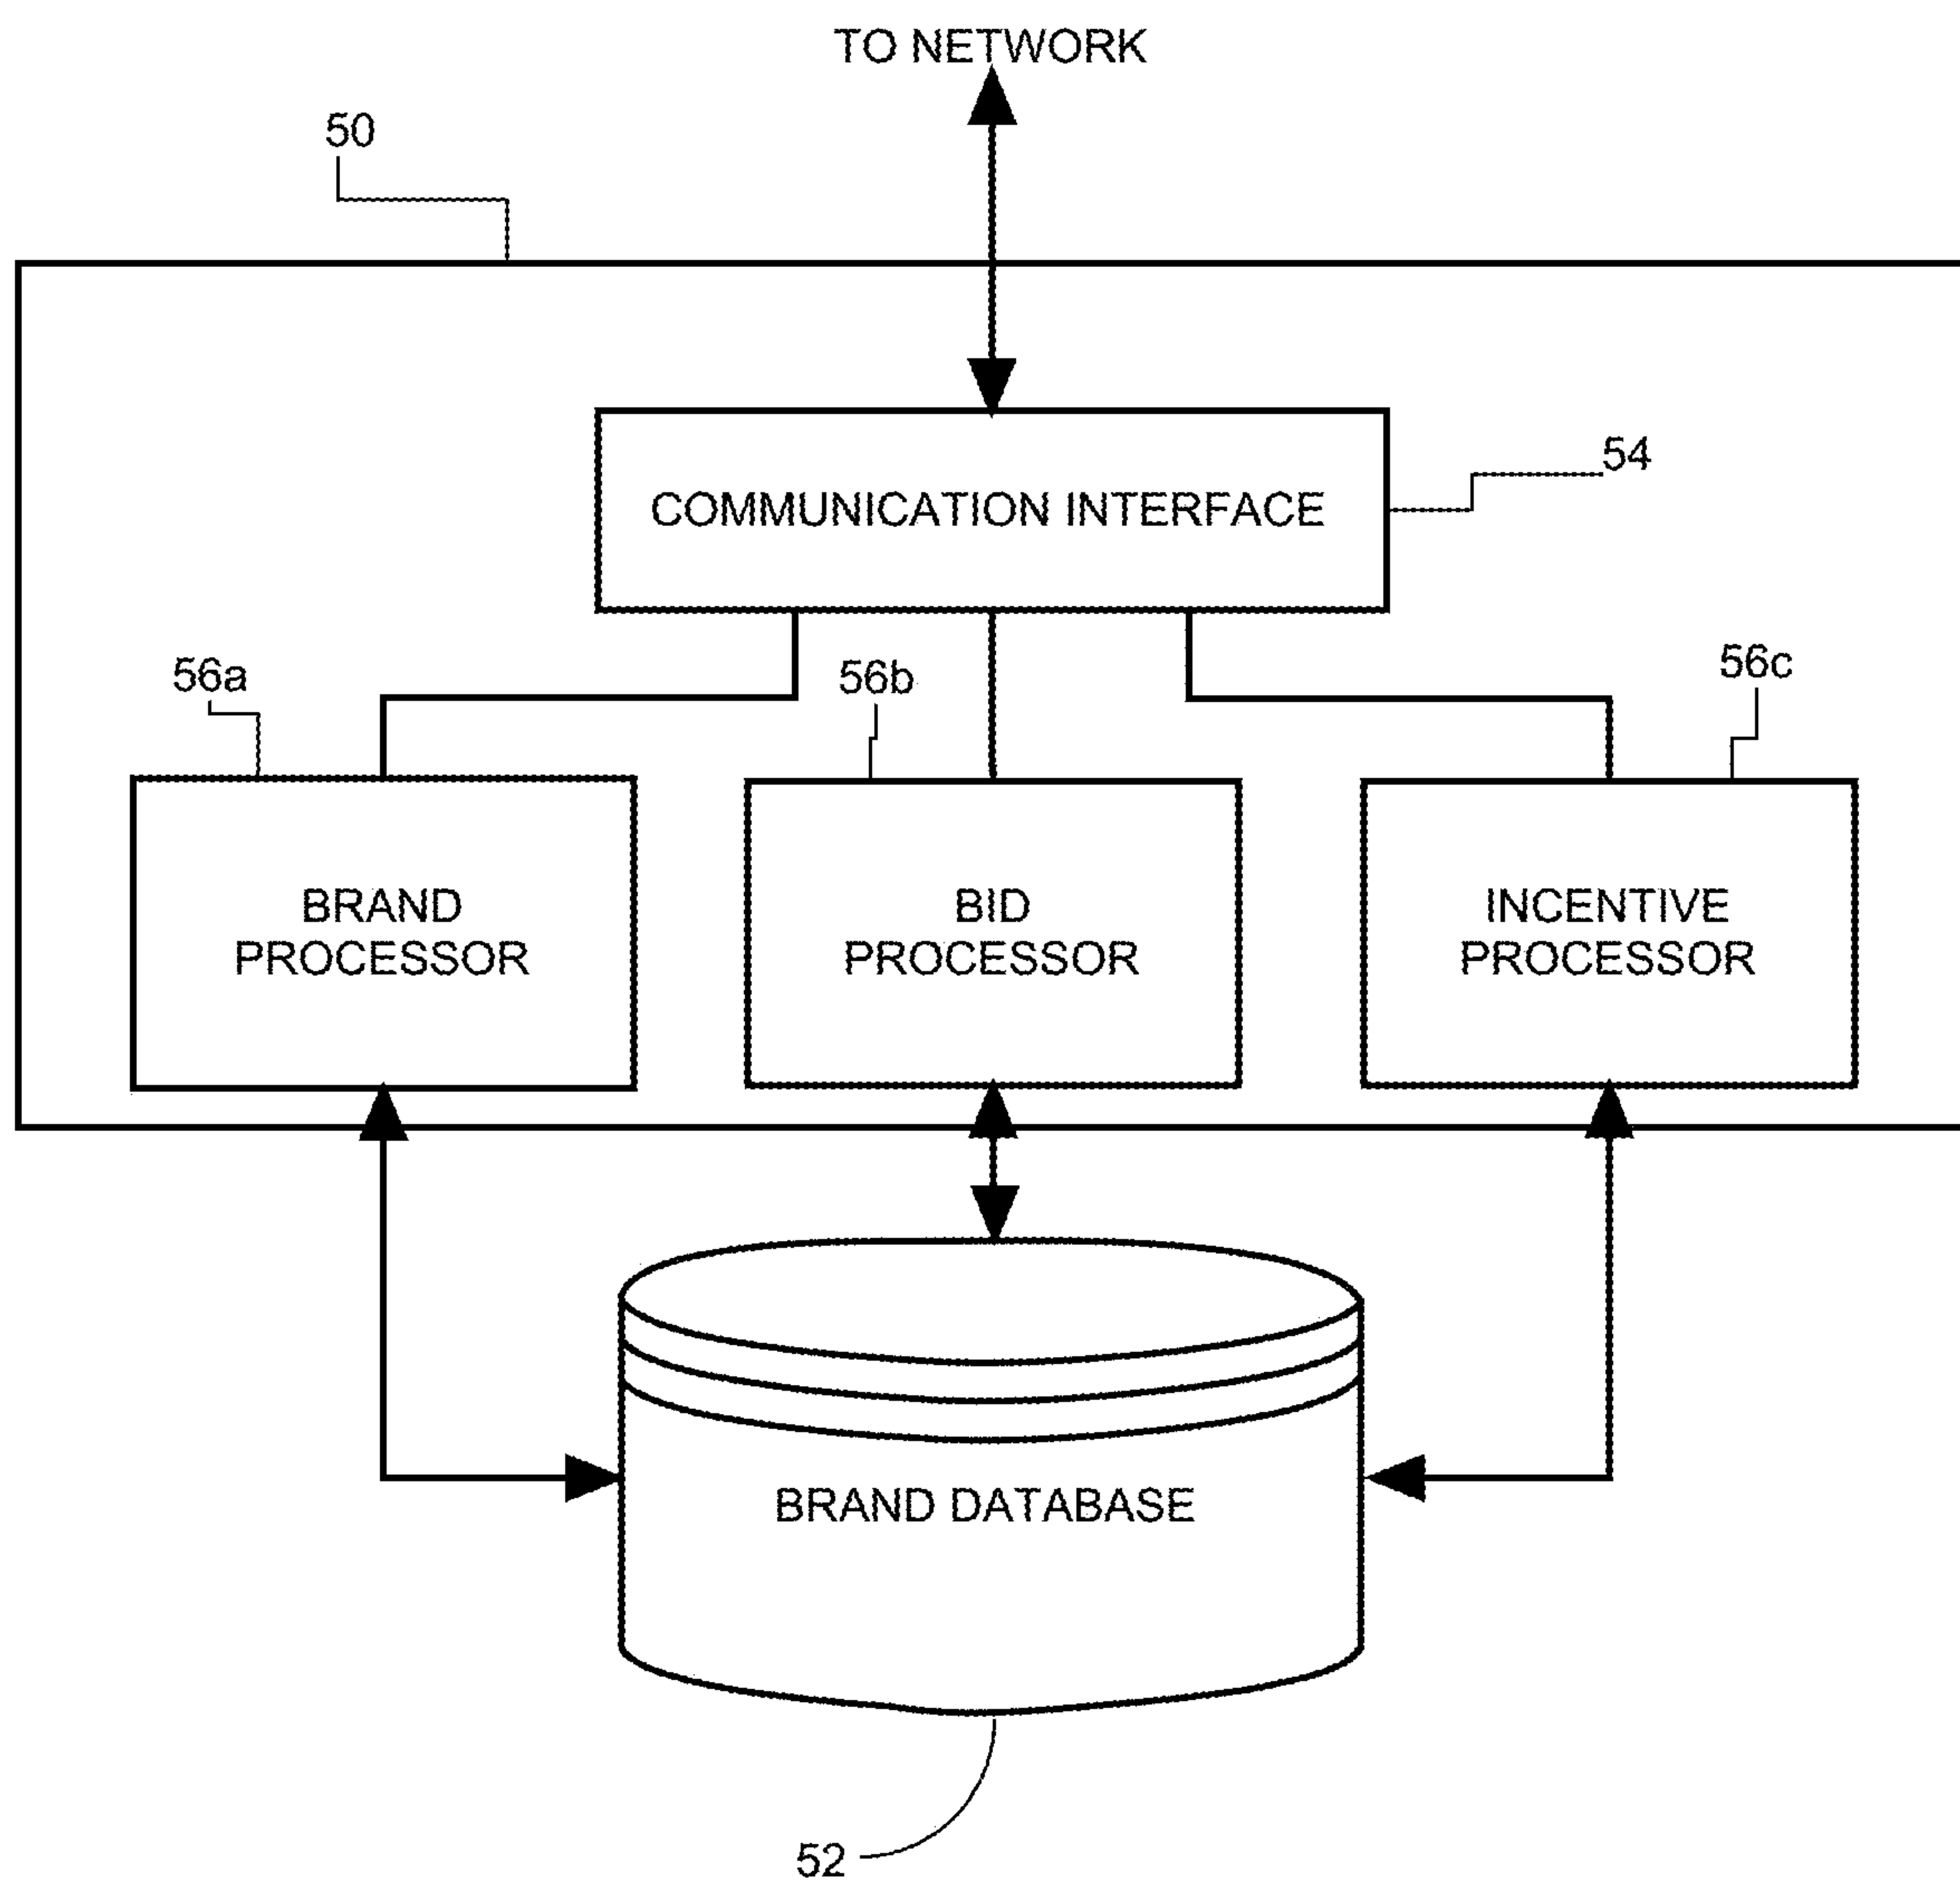 TO NETWORK
50
COMMUNICATION INTERFACE
54
56a
56b
56c
BRAND
PROCESSOR
BID
PROCESSOR
INCENTIVE
PROCESSOR
BRAND DATABASE
52